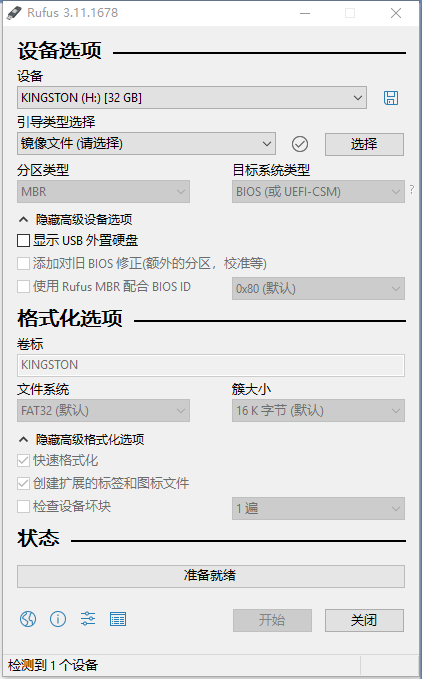 Rufus 3.11.1678
设备选项
设备
KINGSTON (H:) [32 GB]
引导类型选择
镜像文件 (请选择)
选择
分区类型
目标系统类型
MBR
BIOS (或 UEFI-CSM)
?
隐藏高级设备选项
显示 USB 外置硬盘
添加对旧 BIOS 修正(额外的分区，校准等)
使用 Rufus MBR 配合 BIOS ID
0x80 (默认)
格式化选项
卷标
KINGSTON
文件系统
簇大小
FAT32 (默认)
16 K 字节 (默认)
隐藏高级格式化选项
快速格式化
创建扩展的标签和图标文件
检查设备坏块
1 遍
状态
准备就绪
开始
关闭
检测到 1 个设备